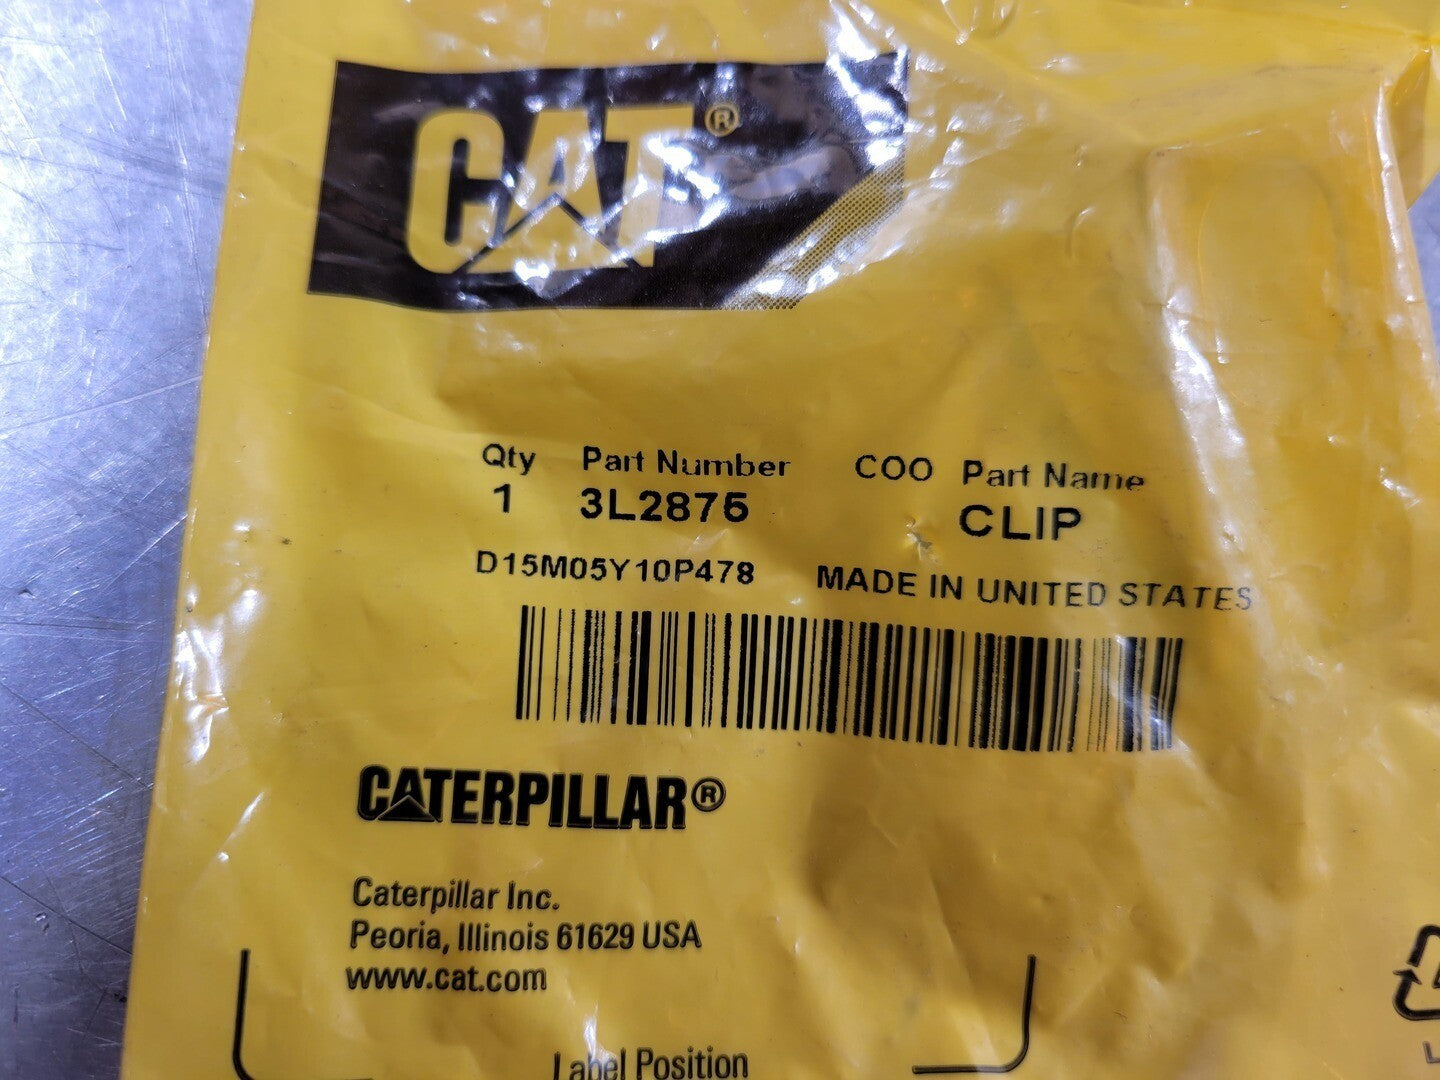 CAT®
Qty Part Number COO Part Name
1 3L2875 CLIP
D15M05Y10P478 MADE IN UNITED STATES
CATERPILLAR®
Caterpillar Inc.
Peoria, Illinois 61629 USA
www.cat.com
Label Position